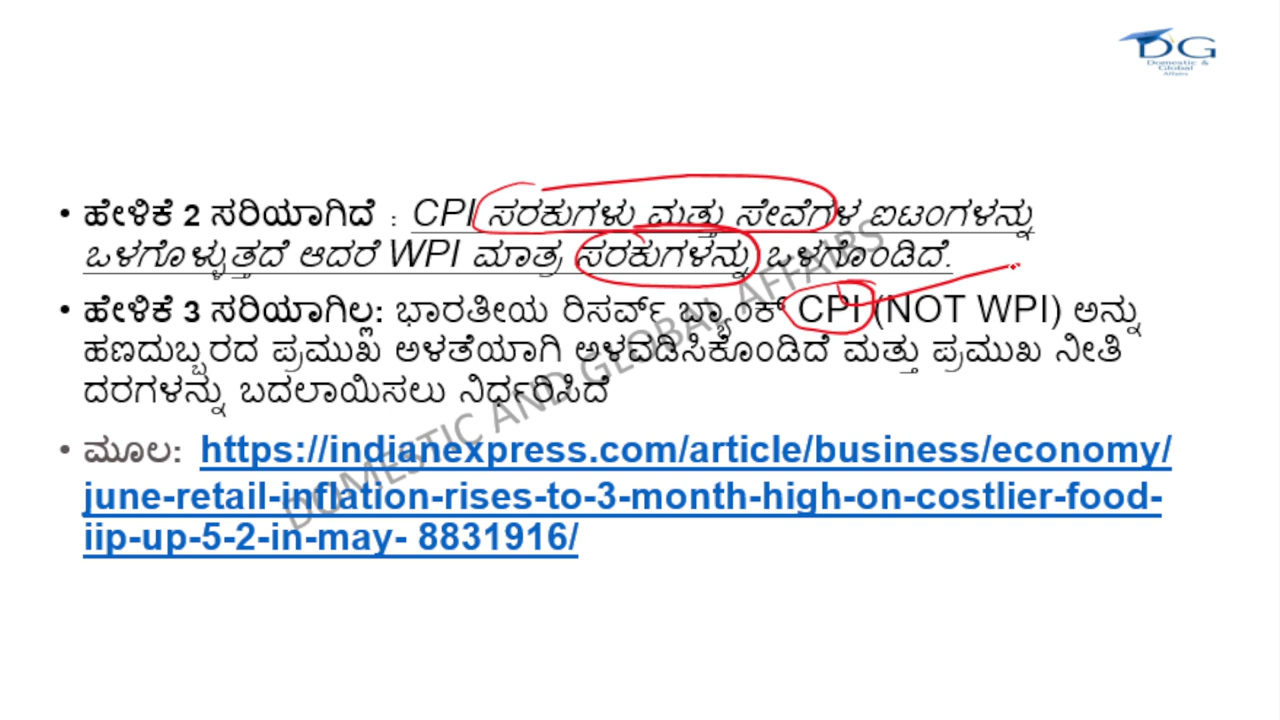 DG
Domestic &
Global
Affairs
• ಹೇಳಿಕೆ 2 ಸರಿಯಾಗಿದೆ : CPI ಸರಕುಗಳು ಮತ್ತು ಸೇವೆಗಳ ಐಟಂಗಳನ್ನು
ಒಳಗೊಳ್ಳುತ್ತದೆ ಆದರೆ WPI ಮಾತ್ರ ಸರಕುಗಳನ್ನು ಒಳಗೊಂಡಿದೆ.
• ಹೇಳಿಕೆ 3 ಸರಿಯಾಗಿಲ್ಲ: ಭಾರತೀಯ ರಿಸರ್ವ್ ಬ್ಯಾಂಕ್ CPI (NOT WPI) ಅನ್ನು
ಹಣದುಬ್ಬರದ ಪ್ರಮುಖ ಅಳತೆಯಾಗಿ ಅಳವಡಿಸಿಕೊಂಡಿದೆ ಮತ್ತು ಪ್ರಮುಖ ನೀತಿ
ದರಗಳನ್ನು ಬದಲಾಯಿಸಲು ನಿರ್ಧರಿಸಿದೆ
• ಮೂಲ: https://indianexpress.com/article/business/economy/
june-retail-inflation-rises-to-3-month-high-on-costlier-food-
iip-up-5-2-in-may- 8831916/
DOMESTIC AND GLOBAL AFFAIRS